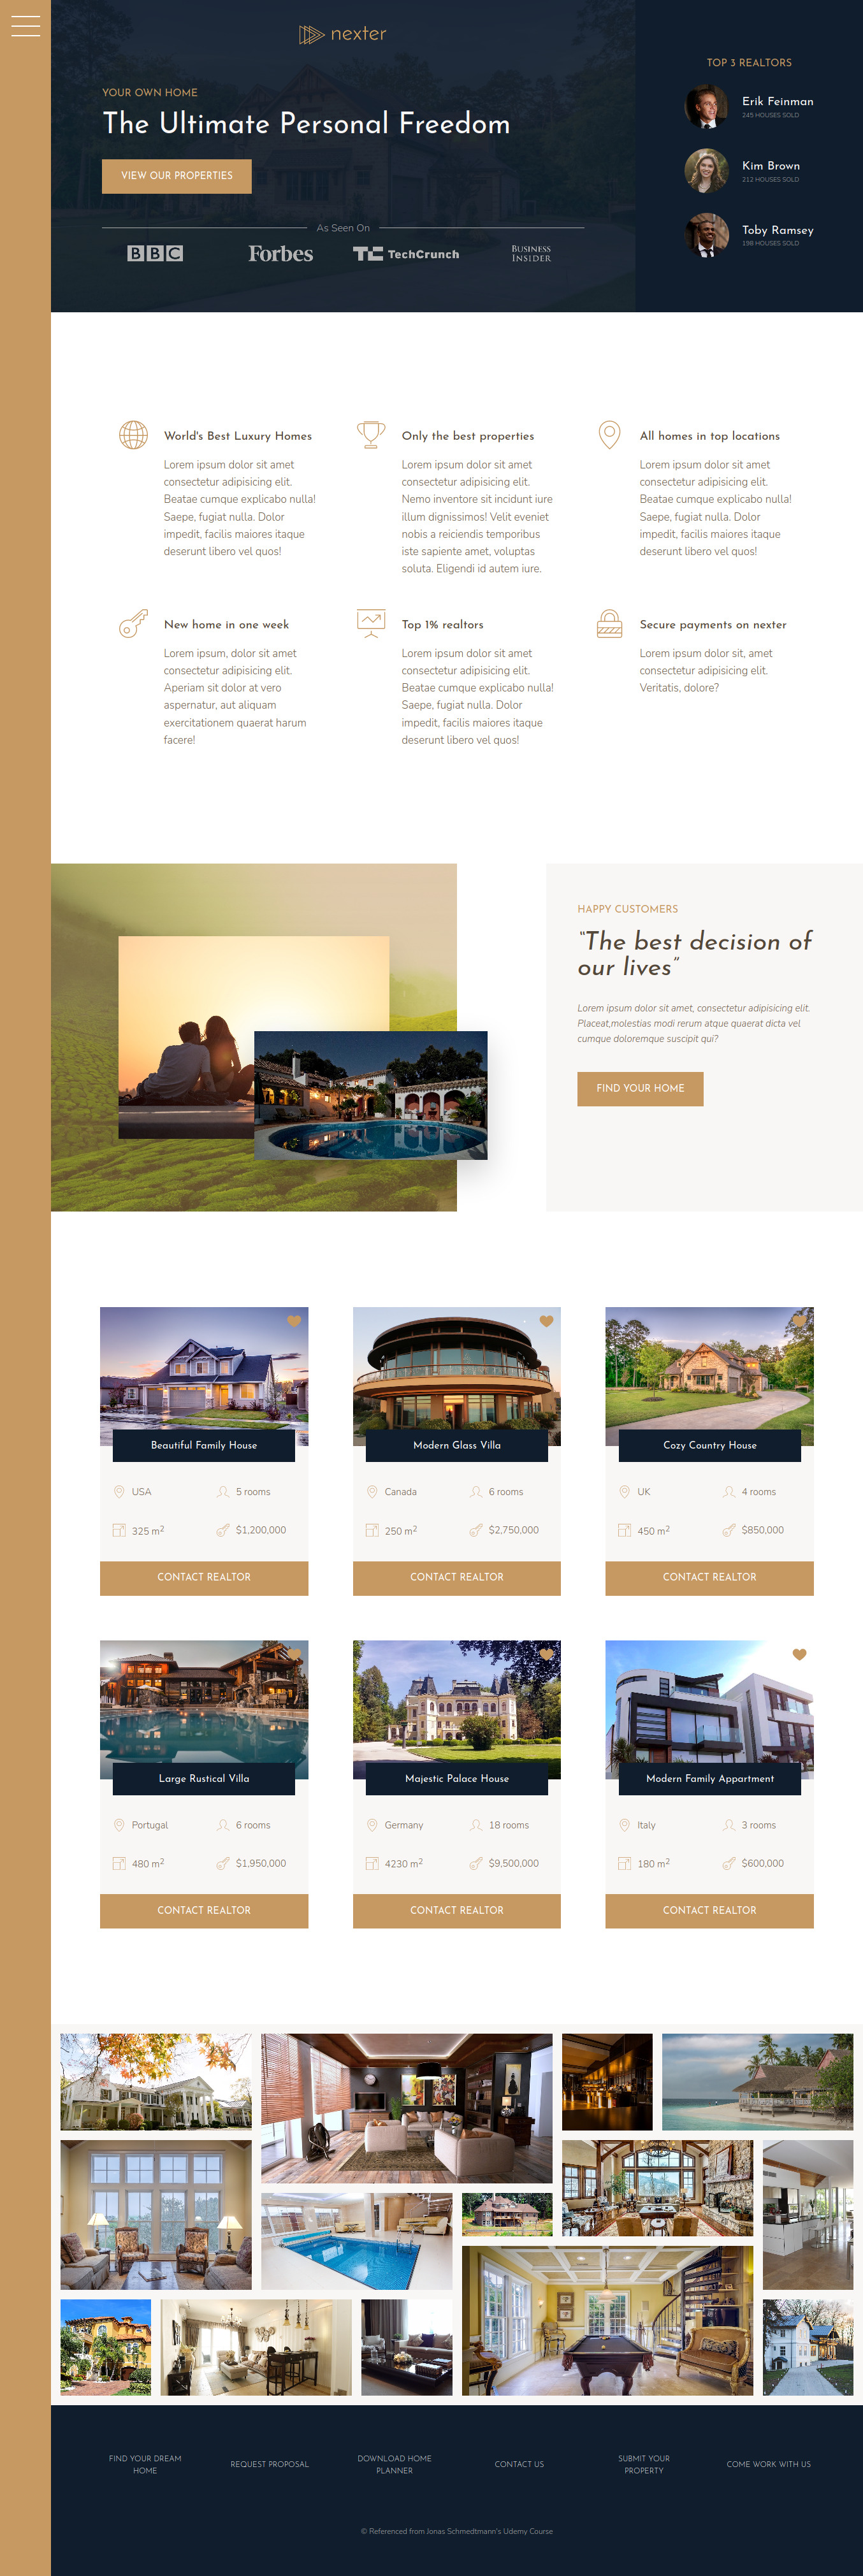 nexter
YOUR OWN HOME
The Ultimate Personal Freedom
VIEW OUR PROPERTIES
As Seen On
BBC
Forbes
TechCrunch
BUSINESS
INSIDER
TOP 3 REALTORS
Erik Feinman
245 HOUSES SOLD
Kim Brown
212 HOUSES SOLD
Toby Ramsey
198 HOUSES SOLD
World's Best Luxury Homes
Lorem ipsum dolor sit amet
consectetur adipisicing elit.
Beatae cumque explicabo nulla!
Saepe, fugiat nulla. Dolor
impedit, facilis maiores itaque
deserunt libero vel quos!
Only the best properties
Lorem ipsum dolor sit amet
consectetur adipisicing elit.
Nemo inventore sit incidunt iure
illum dignissimos! Velit eveniet
nobis a reiciendis temporibus
iste sapiente amet, voluptas
soluta. Eligendi id autem iure.
All homes in top locations
Lorem ipsum dolor sit amet
consectetur adipisicing elit.
Beatae cumque explicabo nulla!
Saepe, fugiat nulla. Dolor
impedit, facilis maiores itaque
deserunt libero vel quos!
New home in one week
Lorem ipsum, dolor sit amet
consectetur adipisicing elit.
Aperiam sit dolor at vero
aspernatur, aut aliquam
exercitationem quaerat harum
facere!
Top 1% realtors
Lorem ipsum dolor sit amet
consectetur adipisicing elit.
Beatae cumque explicabo nulla!
Saepe, fugiat nulla. Dolor
impedit, facilis maiores itaque
deserunt libero vel quos!
Secure payments on nexter
Lorem ipsum dolor sit, amet
consectetur adipisicing elit.
Veritatis, dolore?
HAPPY CUSTOMERS
“The best decision of
our lives”
Lorem ipsum dolor sit amet, consectetur adipisicing elit.
Placeat,molestias modi rerum atque quaerat dicta vel
cumque doloremque suscipit qui?
FIND YOUR HOME
Beautiful Family House
USA
5 rooms
325 m²
$1,200,000
CONTACT REALTOR
Modern Glass Villa
Canada
6 rooms
250 m²
$2,750,000
CONTACT REALTOR
Cozy Country House
UK
4 rooms
450 m²
$850,000
CONTACT REALTOR
Large Rustical Villa
Portugal
6 rooms
480 m²
$1,950,000
CONTACT REALTOR
Majestic Palace House
Germany
18 rooms
4230 m²
$9,500,000
CONTACT REALTOR
Modern Family Appartment
Italy
3 rooms
180 m²
$600,000
CONTACT REALTOR
FIND YOUR DREAM
HOME
REQUEST PROPOSAL
DOWNLOAD HOME
PLANNER
CONTACT US
SUBMIT YOUR
PROPERTY
COME WORK WITH US
© Referenced from Jonas Schmedtmann's Udemy Course